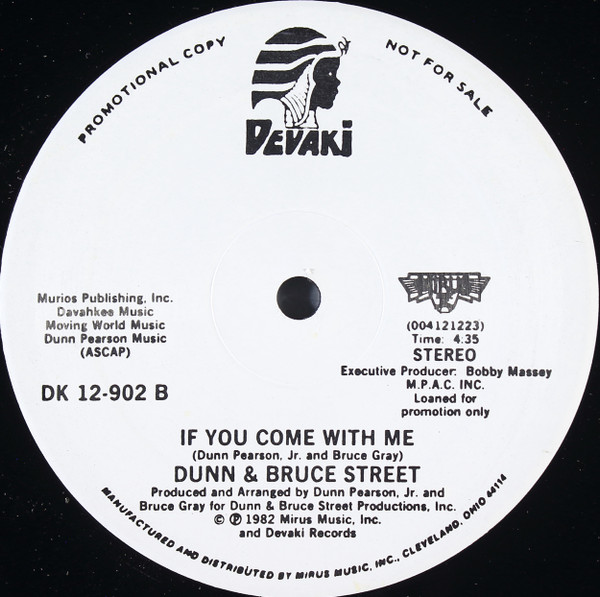 PROMOTIONAL COPY
NOT FOR SALE
DEVAKI
Murios Publishing, Inc.
Davahkee Music
Moving World Music
Dunn Pearson Music
(ASCAP)
DK 12-902 B
MIRUS
(004121223)
Time: 4:35
STEREO
Executive Producer: Bobby Massey
M.P.A.C. INC.
Loaned for
promotion only
IF YOU COME WITH ME
(Dunn Pearson, Jr. and Bruce Gray)
DUNN & BRUCE STREET
Produced and Arranged by Dunn Pearson, Jr. and
Bruce Gray for Dunn & Bruce Street Productions, Inc.
© ℗ 1982 Mirus Music, Inc.
and Devaki Records
MANUFACTURED AND DISTRIBUTED BY MIRUS MUSIC, INC., CLEVELAND, OHIO 44114